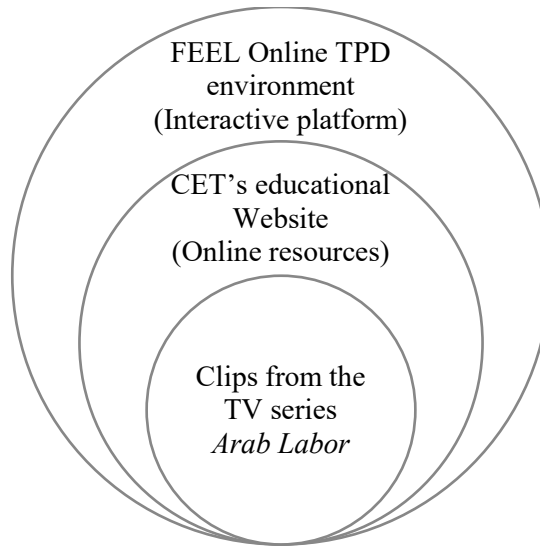 FEEL Online TPD
environment
(Interactive platform)
CET’s educational
Website
(Online resources)
Clips from the
TV series
Arab Labor